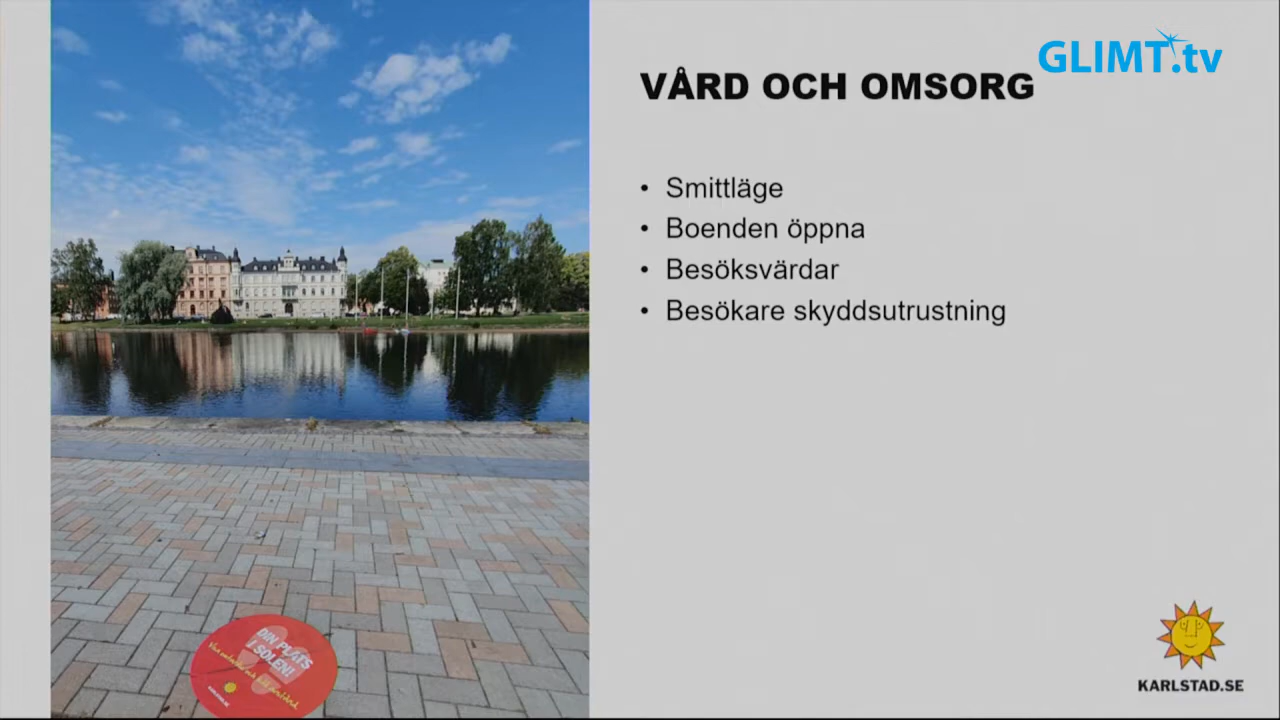 GLIMT.tv
VÅRD OCH OMSORG
• Smittläge
• Boenden öppna
• Besöksvärdar
• Besökare skyddsutrustning
DIN PLATS
I SOLEN!
KARLSTAD.SE